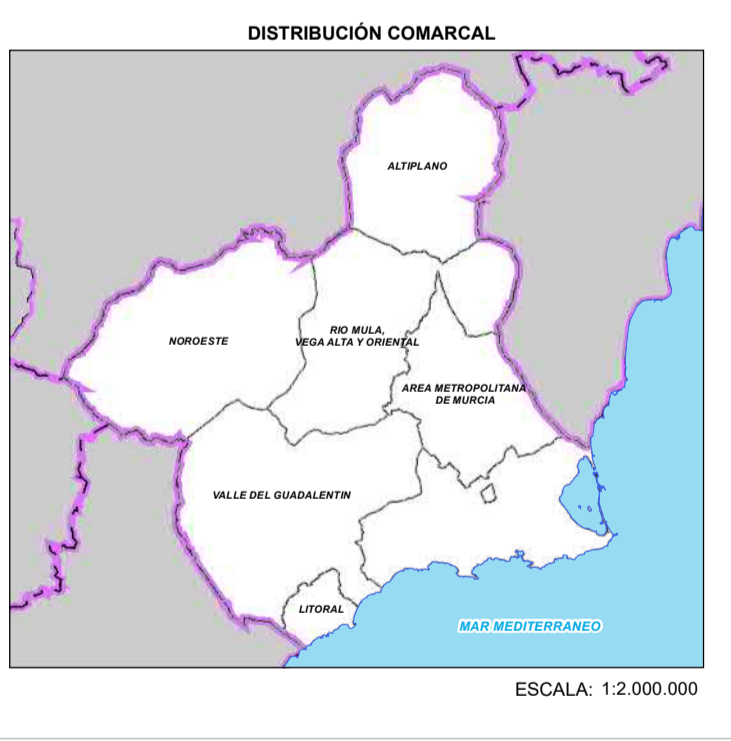 DISTRIBUCIÓN COMARCAL
ALTIPLANO
NOROESTE
RIO MULA,
VEGA ALTA Y ORIENTAL
AREA METROPOLITANA
DE MURCIA
VALLE DEL GUADALENTIN
LITORAL
MAR MEDITERRANEO
ESCALA: 1:2.000.000